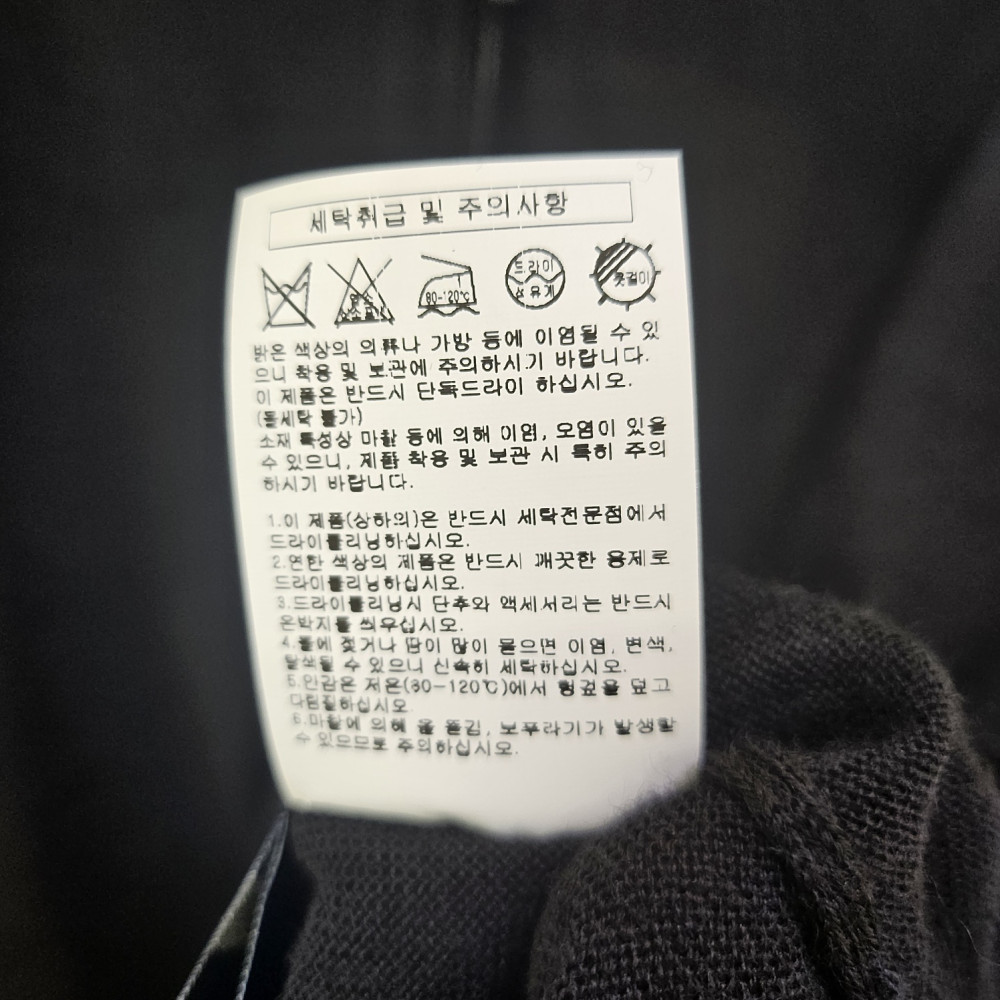 세탁취급 및 주의사항
80-120℃
드라이
석유계
옷걸이
밝은 색상의 의류나 가방 등에 이염될 수 있
으니 착용 및 보관에 주의하시기 바랍니다.
이 제품은 반드시 단독드라이 하십시오.
(물세탁 불가)
소재 특성상 마찰 등에 의해 이염, 오염이 있을
수 있으니, 제품 착용 및 보관 시 특히 주의
하시기 바랍니다.
1.이 제품(상하의)은 반드시 세탁전문점에서
드라이클리닝하십시오.
2.연한 색상의 제품은 반드시 깨끗한 용제로
드라이클리닝하십시오.
3.드라이클리닝시 단추와 액세서리는 반드시
은박지를 씌우십시오.
4.물에 젖거나 땀이 많이 묻으면 이염, 변색,
탈색될 수 있으니 신속히 세탁하십시오.
5.안감은 저온(80-120℃)에서 헝겊을 덮고
다림질하십시오
6.마찰에 의해 올 뜯김, 보푸라기가 발생할
수 있으므로 주의하십시오.